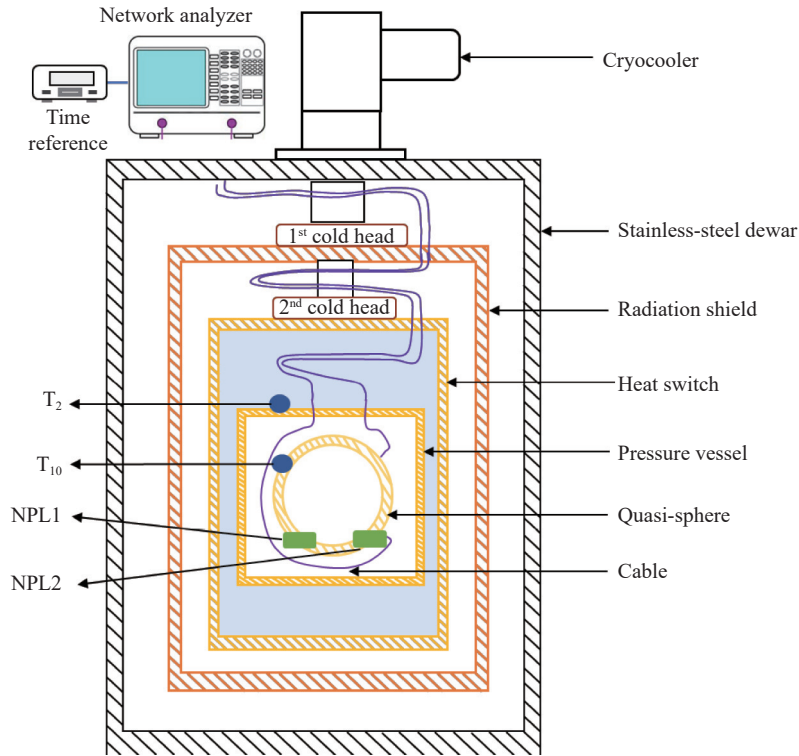 Network analyzer
Cryocooler
Time
reference
Stainless-steel dewar
1st cold head
2nd cold head
Radiation shield
Heat switch
T2
Pressure vessel
T10
NPL1
Quasi-sphere
NPL2
Cable